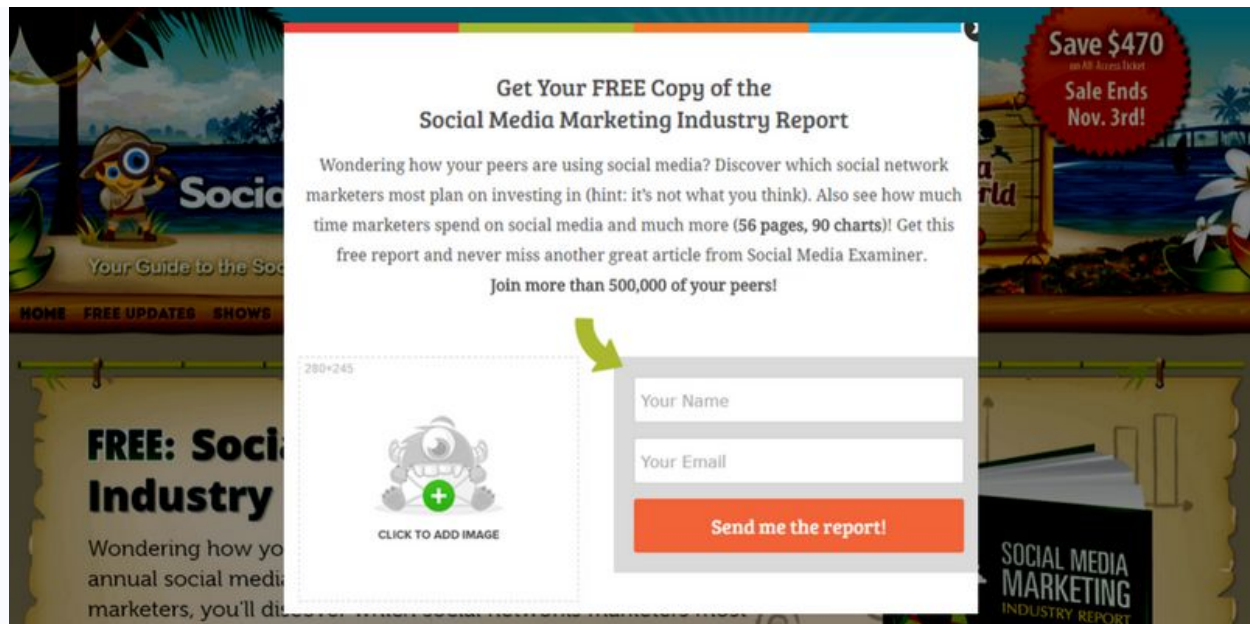 Save $470
on All-Access Ticket
Sale Ends
Nov. 3rd!
Get Your FREE Copy of the
Social Media Marketing Industry Report
Wondering how your peers are using social media? Discover which social network
marketers most plan on investing in (hint: it's not what you think). Also see how much
time marketers spend on social media and much more (56 pages, 90 charts)! Get this
free report and never miss another great article from Social Media Examiner.
Join more than 500,000 of your peers!
Your Guide to the Soc
HOME FREE UPDATES SHOWS
280×245
CLICK TO ADD IMAGE
Your Name
Your Email
Send me the report!
FREE: Soci
Industry
Wondering how yo
annual social media
marketers, you'll dis
SOCIAL MEDIA
MARKETING
INDUSTRY REPORT